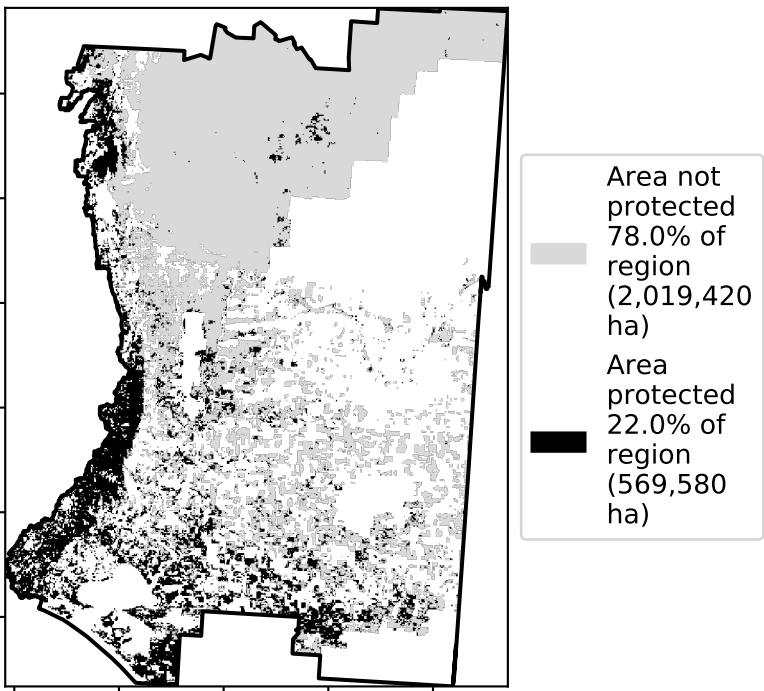 Area not
protected
78.0% of
region
(2,019,420
ha)
Area
protected
22.0% of
region
(569,580
ha)